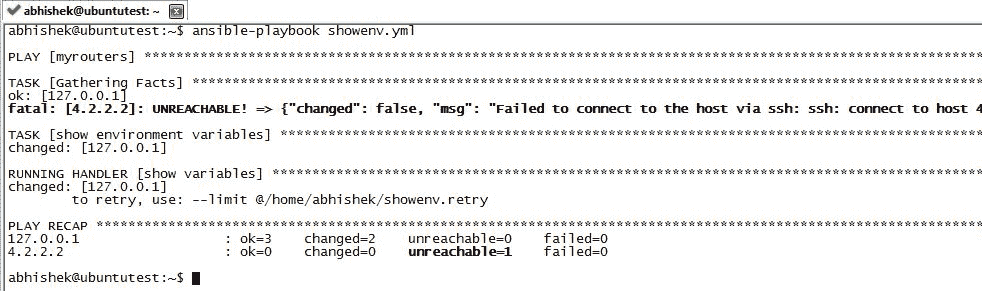 abhishek@ubuntutest: ~
abhishek@ubuntutest:~$ ansible-playbook showenv.yml
PLAY [myrouters] ****************************************************************************************************
TASK [Gathering Facts] **********************************************************************************************
ok: [127.0.0.1]
fatal: [4.2.2.2]: UNREACHABLE! => {"changed": false, "msg": "Failed to connect to the host via ssh: ssh: connect to host 4
TASK [show environment variables] ***********************************************************************************
changed: [127.0.0.1]
RUNNING HANDLER [show variables] ************************************************************************************
changed: [127.0.0.1]
to retry, use: --limit @/home/abhishek/showenv.retry
PLAY RECAP **********************************************************************************************************
127.0.0.1 : ok=3 changed=2 unreachable=0 failed=0
4.2.2.2 : ok=0 changed=0 unreachable=1 failed=0
abhishek@ubuntutest:~$